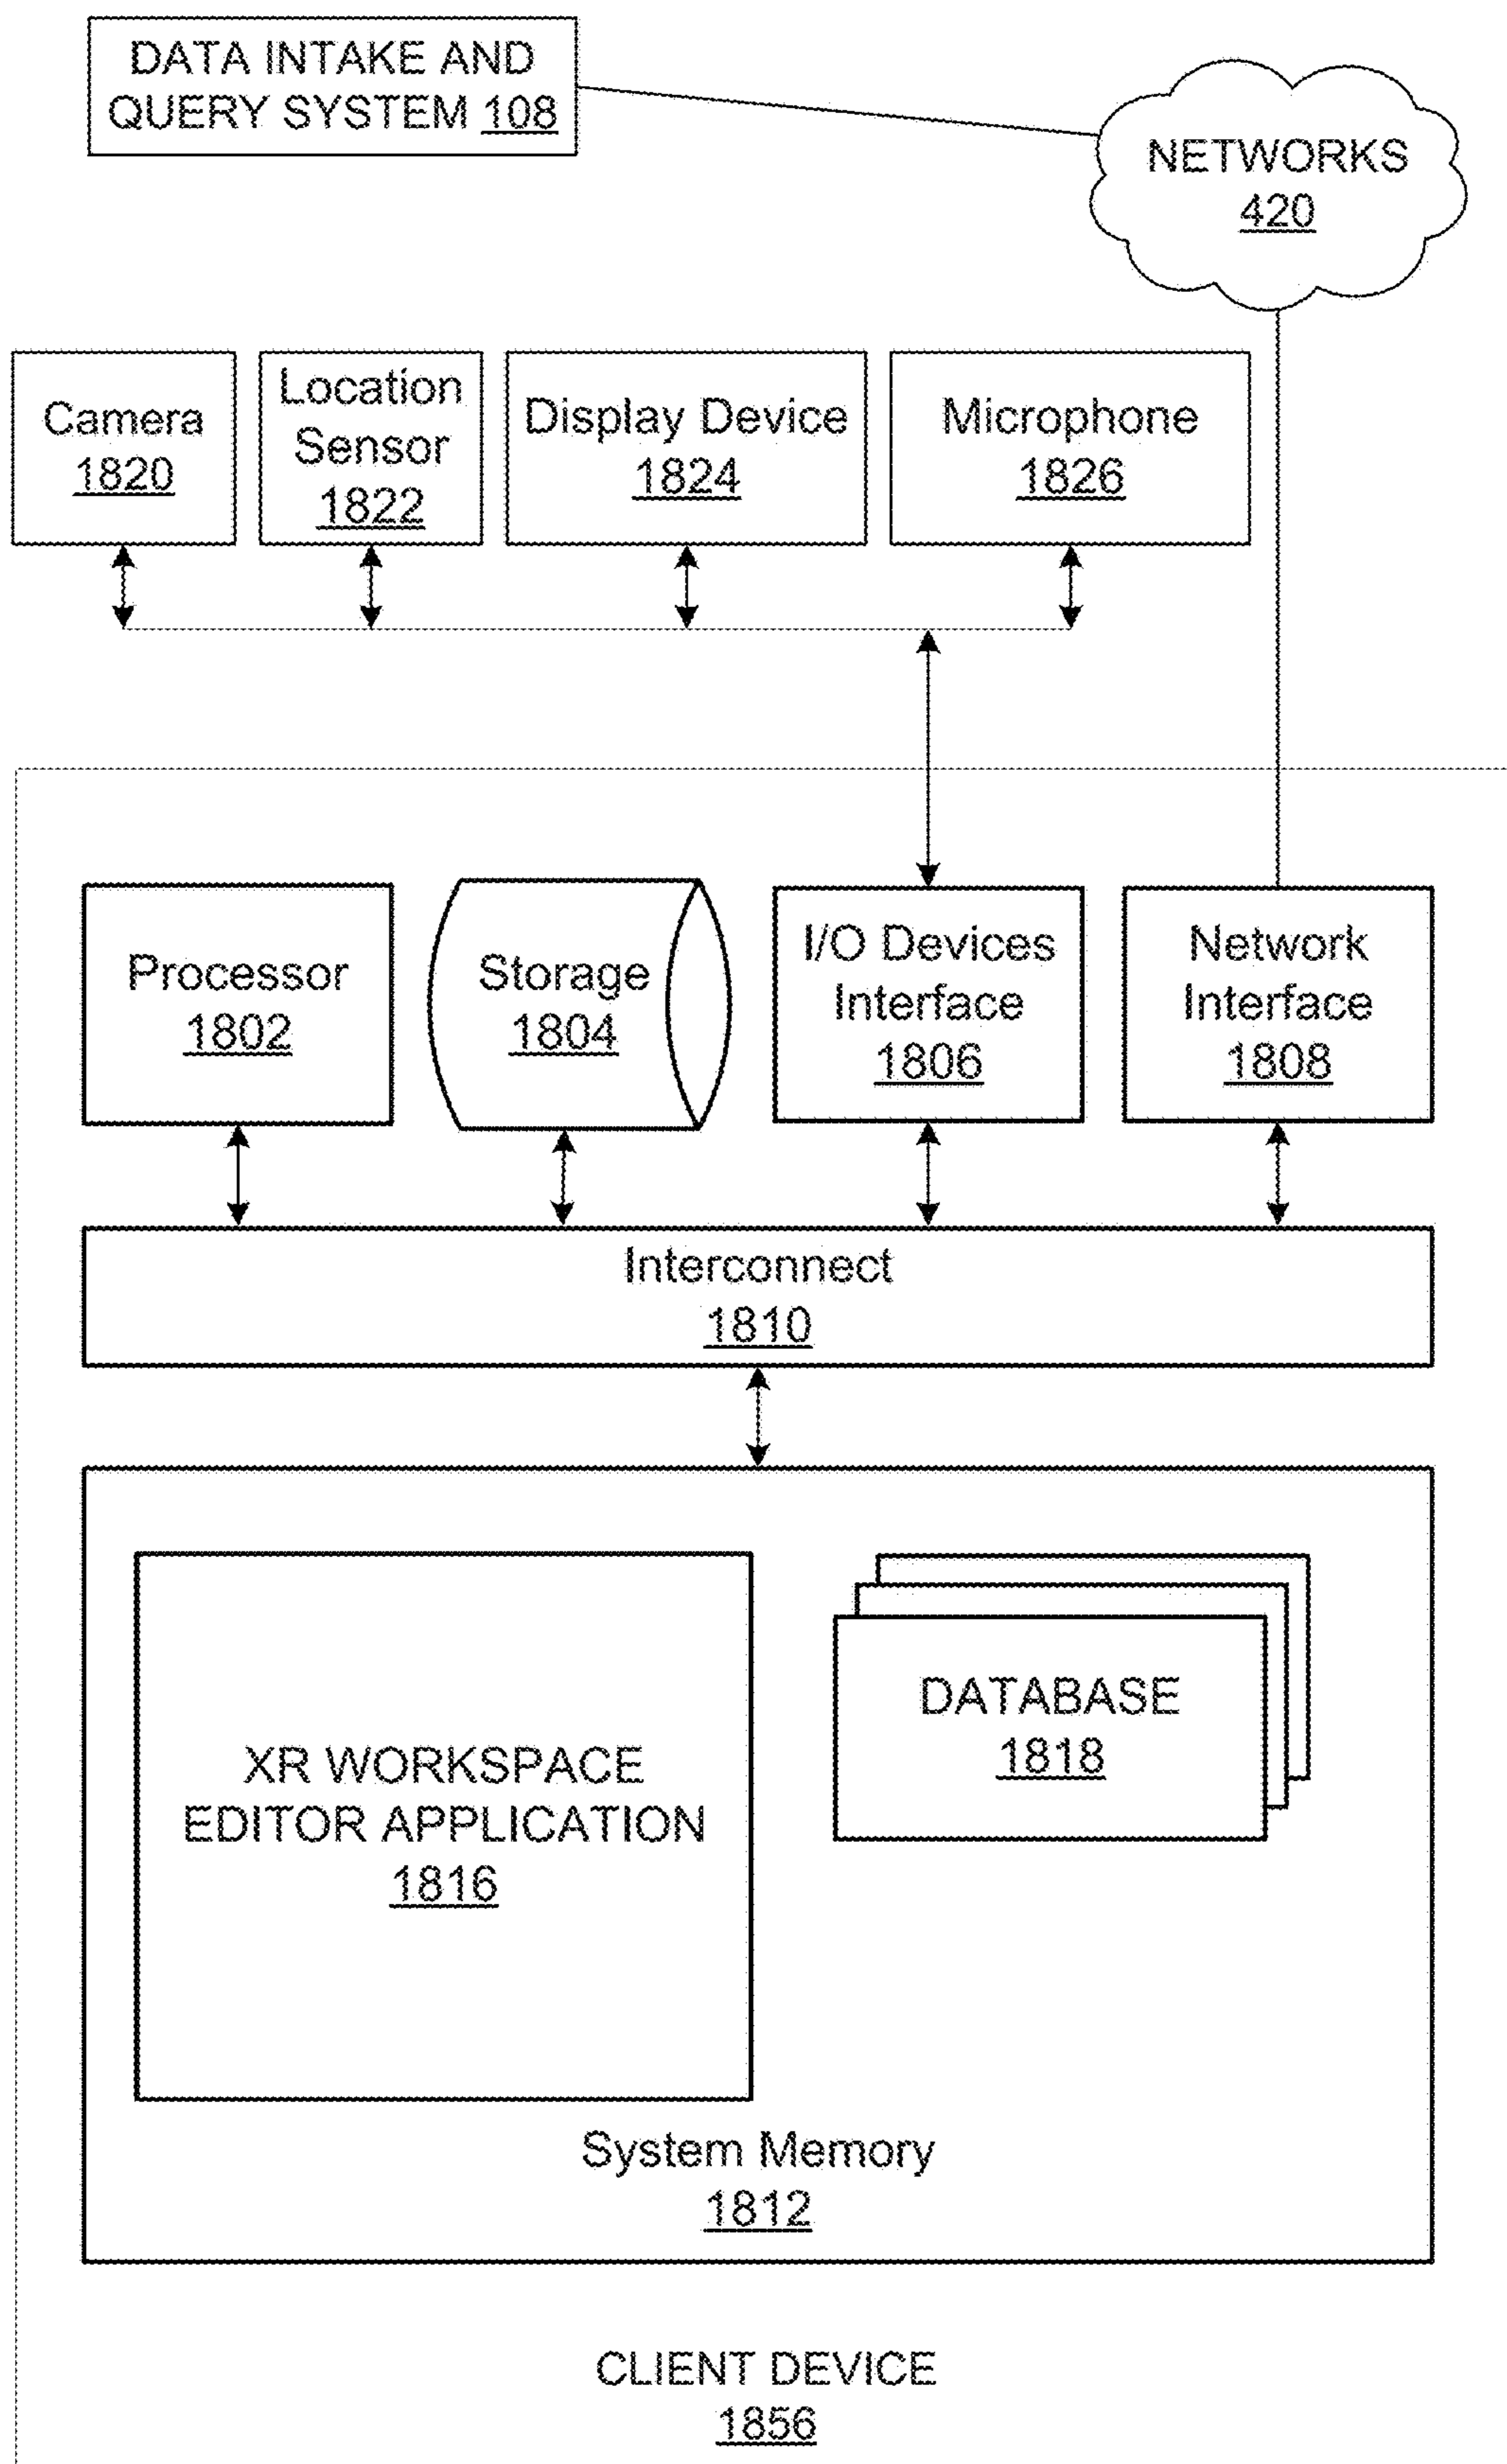 DATA INTAKE AND
QUERY SYSTEM 108
NETWORKS
420
Camera
1820
Location
Sensor
1822
Display Device
1824
Microphone
1826
Processor
1802
Storage
1804
I/O Devices
Interface
1806
Network
Interface
1808
Interconnect
1810
XR WORKSPACE
EDITOR APPLICATION
1816
DATABASE
1818
System Memory
1812
CLIENT DEVICE
1856